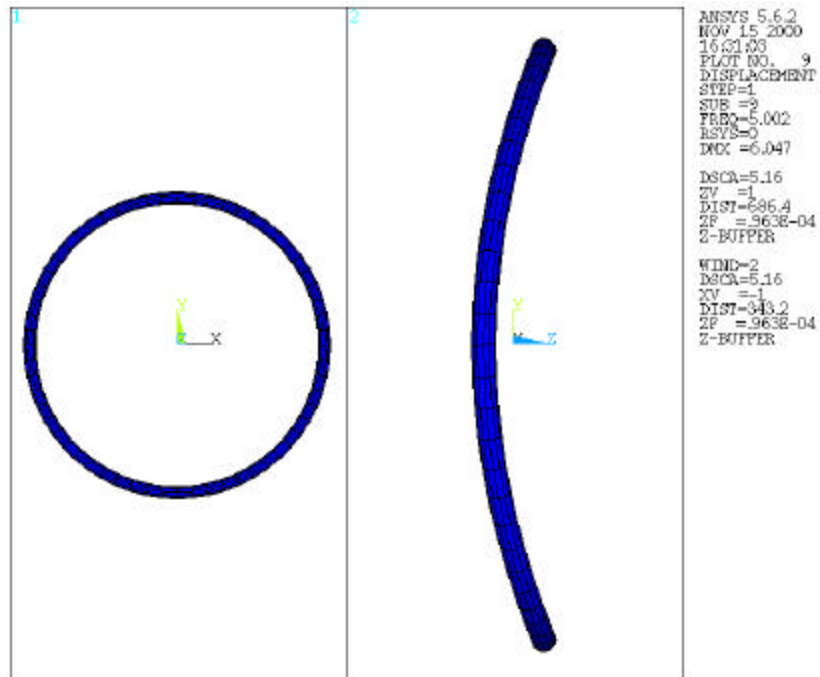 1
2
ANSYS 5.6.2
NOV 15 2000
16:31:03
PLOT NO. 9
DISPLACEMENT
STEP=1
SUB =9
FREQ=5.002
RSYS=0
DMX =6.047
DSCA=5.16
ZV =1
DIST=686.4
ZF =.963E-04
Z-BUFFER
WIND=2
DSCA=5.16
XV =-1
DIST=343.2
ZF =.963E-04
Z-BUFFER
Y
Z X
Y
Z